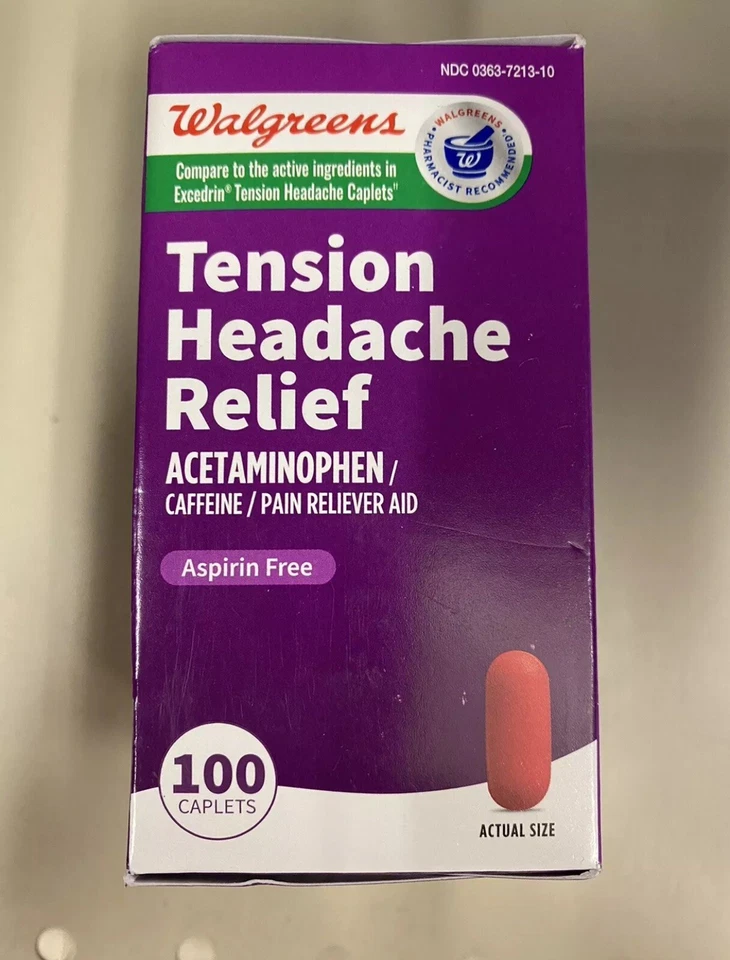 NDC 0363-7213-10
Walgreens
WALGREENS
PHARMACIST RECOMMENDED
W
Compare to the active ingredients in
Excedrin® Tension Headache Caplets††
Tension
Headache
Relief
ACETAMINOPHEN /
CAFFEINE / PAIN RELIEVER AID
Aspirin Free
100
CAPLETS
ACTUAL SIZE